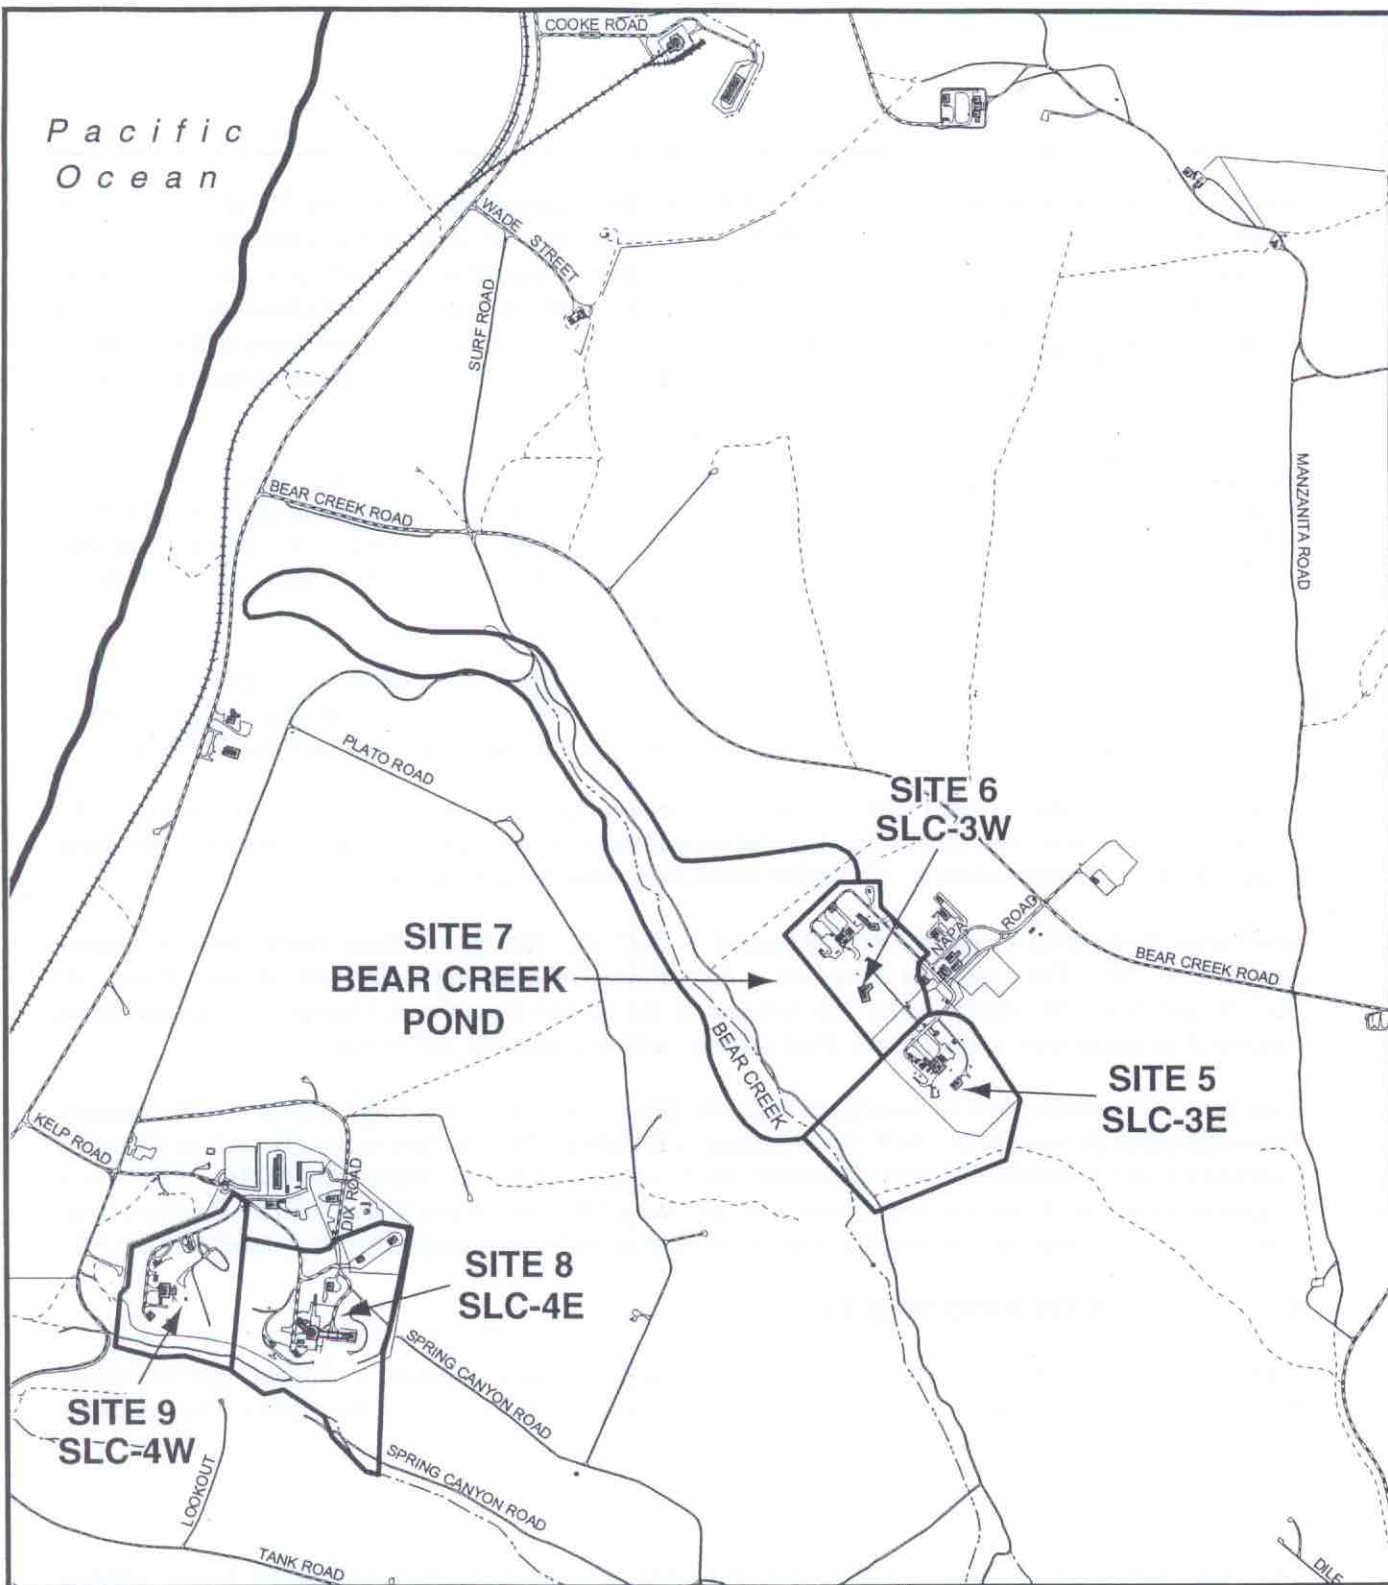 COOKE ROAD
Pacific
Ocean
WADE STREET
SURF ROAD
BEAR CREEK ROAD
MANZANITA ROAD
PLATO ROAD
SITE 6
SLC-3W
SITE 7
BEAR CREEK
POND
NAPA ROAD
BEAR CREEK ROAD
BEAR CREEK
SITE 5
SLC-3E
KELP ROAD
DIX ROAD
SITE 8
SLC-4E
SPRING CANYON ROAD
SITE 9
SLC-4W
LOOKOUT
SPRING CANYON ROAD
TANK ROAD
DILE